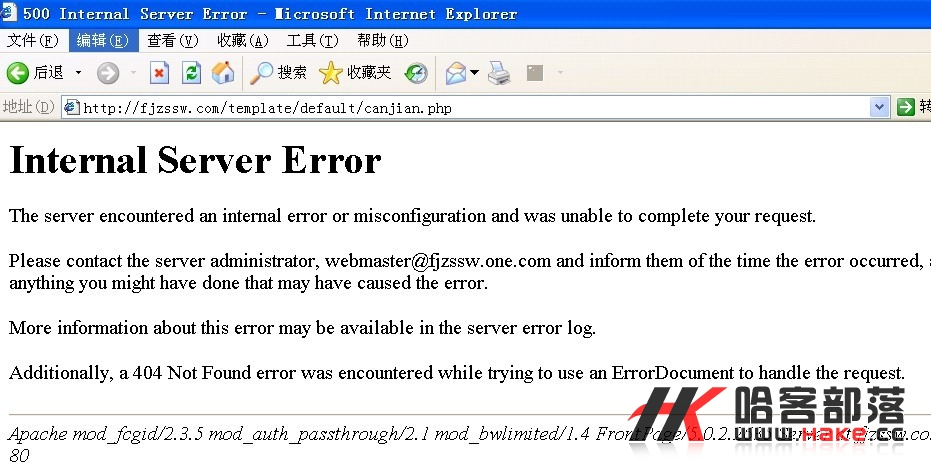 500 Internal Server Error - Microsoft Internet Explorer
文件(F) 编辑(E) 查看(V) 收藏(A) 工具(T) 帮助(H)
后退 搜索 收藏夹
地址(D) http://fjzssw.com/template/default/canjian.php
Internal Server Error
The server encountered an internal error or misconfiguration and was unable to complete your request.
Please contact the server administrator, webmaster@fjzssw.one.com and inform them of the time the error occurred,
anything you might have done that may have caused the error.
More information about this error may be available in the server error log.
Additionally, a 404 Not Found error was encountered while trying to use an ErrorDocument to handle the request.
哈客部落
www.Hake.cc
Apache mod_fcgid/2.3.5 mod_auth_passthrough/2.1 mod_bwlimited/1.4 FrontPage/5.0.2
80